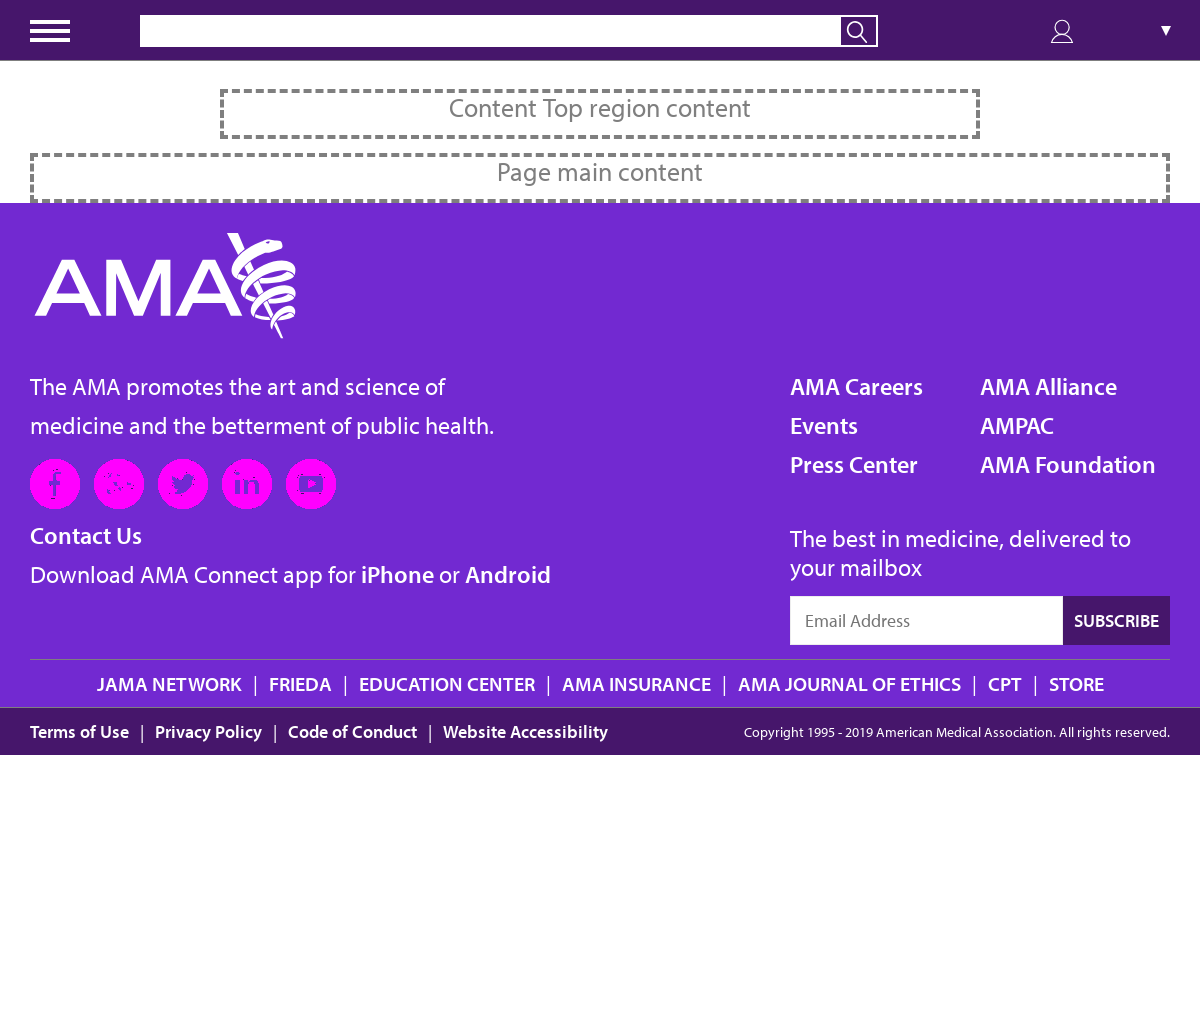 Content Top region content
Page main content
AMA
The AMA promotes the art and science of
medicine and the betterment of public health.
AMA Careers
AMA Alliance
Events
AMPAC
Press Center
AMA Foundation
Contact Us
Download AMA Connect app for iPhone or Android
The best in medicine, delivered to
your mailbox
Email Address
SUBSCRIBE
JAMA NETWORK | FRIEDA | EDUCATION CENTER | AMA INSURANCE | AMA JOURNAL OF ETHICS | CPT | STORE
Terms of Use | Privacy Policy | Code of Conduct | Website Accessibility
Copyright 1995 - 2019 American Medical Association. All rights reserved.